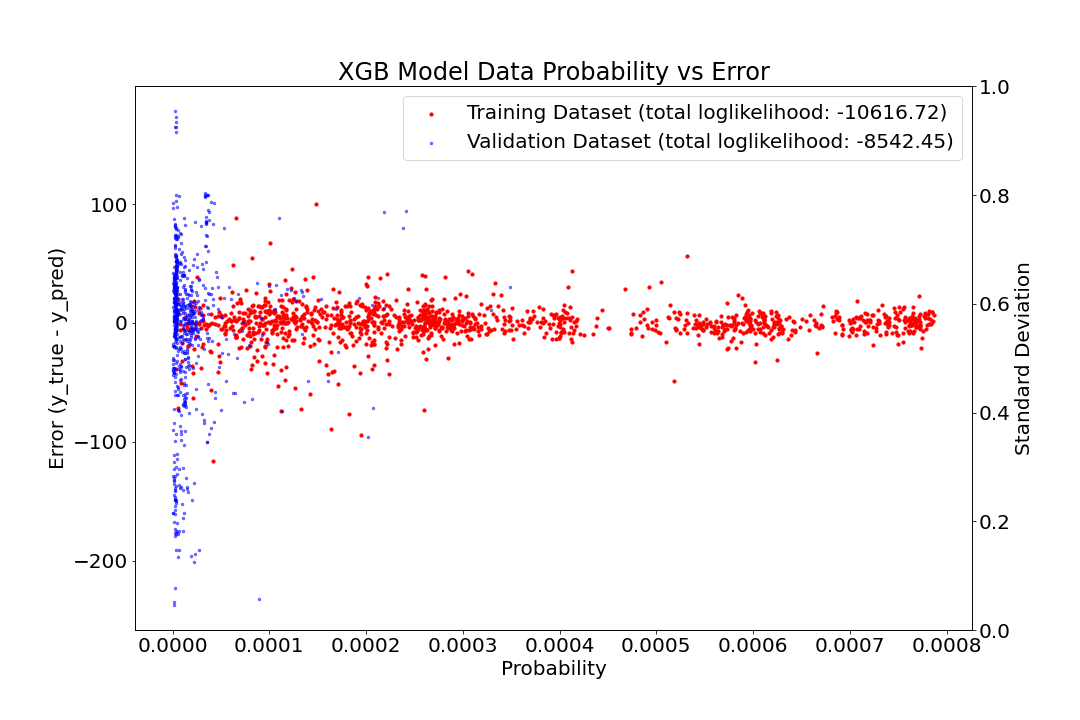 XGB Model Data Probability vs Error
Training Dataset (total loglikelihood: -10616.72)
Validation Dataset (total loglikelihood: -8542.45)
Error (y_true - y_pred)
100
0
−100
−200
1.0
0.8
0.6
0.4
0.2
0.0
Standard Deviation
0.0000 0.0001 0.0002 0.0003 0.0004 0.0005 0.0006 0.0007 0.0008
Probability